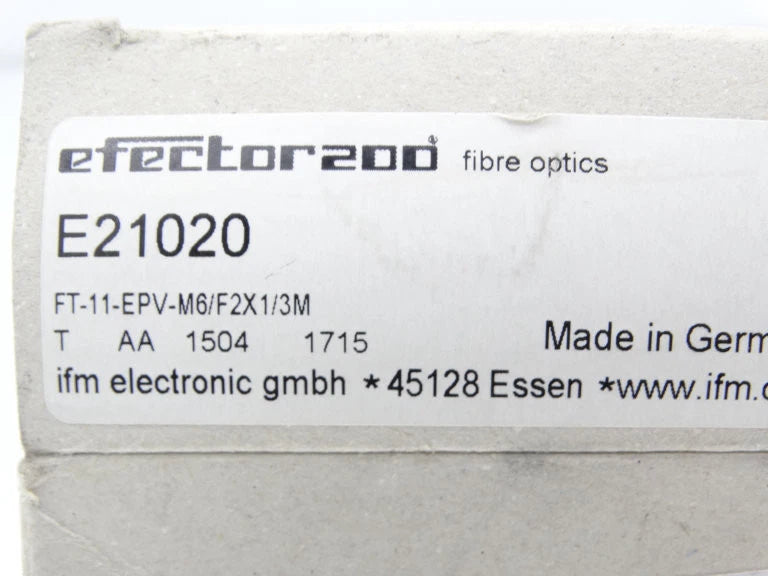 efector200® fibre optics
E21020
FT-11-EPV-M6/F2X1/3M
T AA 1504 1715 Made in Germ
ifm electronic gmbh * 45128 Essen *www.ifm.